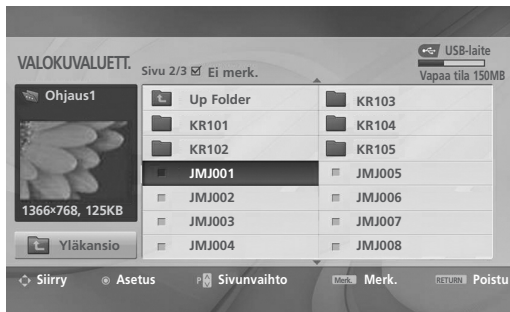 VALOKUVALUETT.
Sivu 2/3 ☑ Ei merk.
USB-laite
Vapaa tila 150MB
Ohjaus1
1366×768, 125KB
Yläkansio
Up Folder
KR101
KR102
JMJ001
JMJ002
JMJ003
JMJ004
KR103
KR104
KR105
JMJ005
JMJ006
JMJ007
JMJ008
Siirry
Asetus
P Sivunvaihto
Merk. Merk.
RETURN Poistu